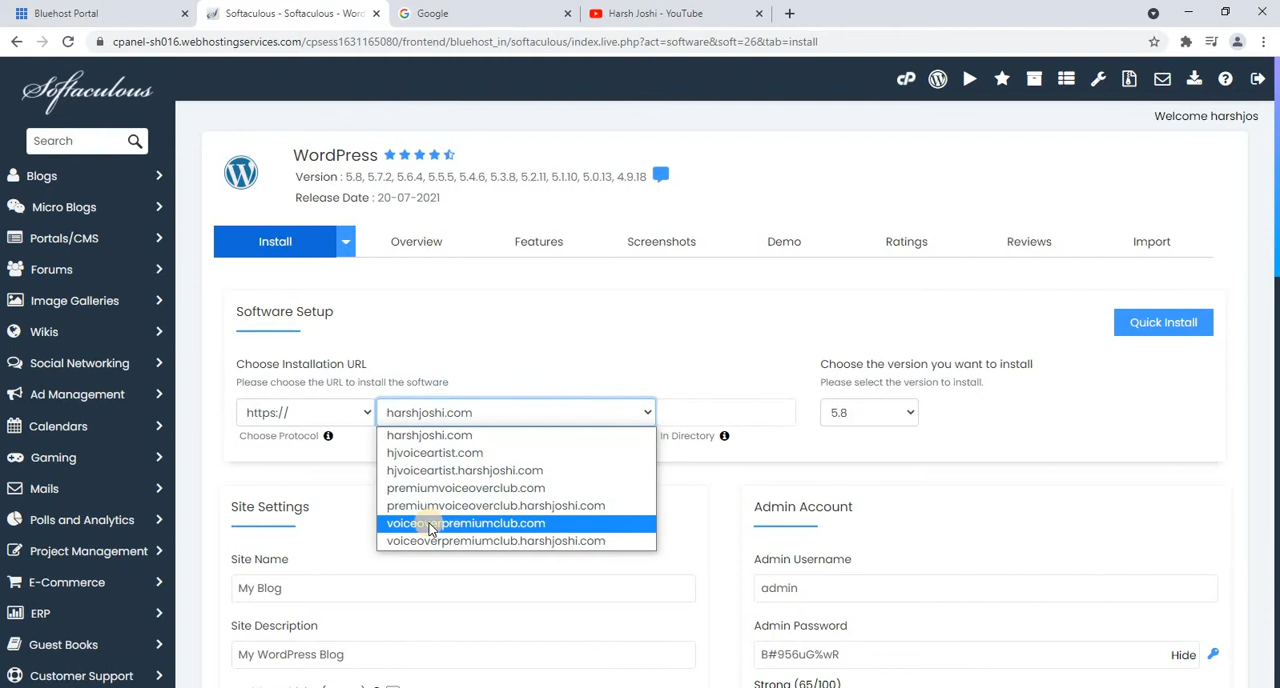 Bluehost Portal
Softaculous - Softaculous - Wor
Google
Harsh Joshi - YouTube
cpanel-sh016.webhostingservices.com/cpsess1631165080/frontend/bluehost_in/softaculous/index.live.php?act=software&soft=26&tab=install
Softaculous
Welcome harshjos
Search
Blogs
Micro Blogs
Portals/CMS
Forums
Image Galleries
Wikis
Social Networking
Ad Management
Calendars
Gaming
Mails
Polls and Analytics
Project Management
E-Commerce
ERP
Guest Books
Customer Support
WordPress
Version : 5.8, 5.7.2, 5.6.4, 5.5.5, 5.4.6, 5.3.8, 5.2.11, 5.1.10, 5.0.13, 4.9.18
Release Date : 20-07-2021
Install
Overview
Features
Screenshots
Demo
Ratings
Reviews
Import
Software Setup
Quick Install
Choose Installation URL
Please choose the URL to install the software
https://
harshjoshi.com
Choose Protocol
In Directory
harshjoshi.com
hjvoiceartist.com
hjvoiceartist.harshjoshi.com
premiumvoiceoverclub.com
premiumvoiceoverclub.harshjoshi.com
voiceoverpremiumclub.com
voiceoverpremiumclub.harshjoshi.com
Choose the version you want to install
Please select the version to install.
5.8
Site Settings
Site Name
My Blog
Site Description
My WordPress Blog
Admin Account
Admin Username
admin
Admin Password
B#956uG%wR
Hide
Strong (65/100)